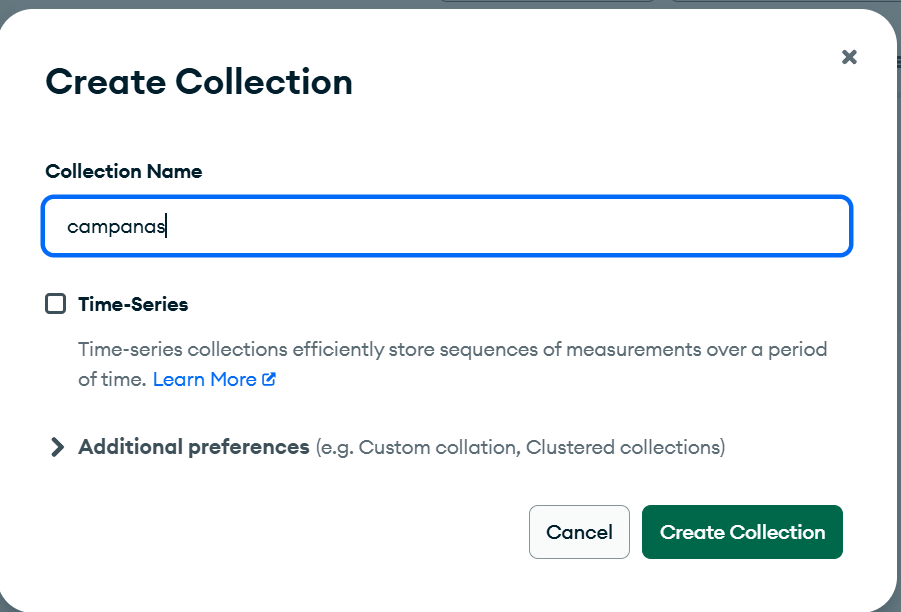 Create Collection
Collection Name
campanas
Time-Series
Time-series collections efficiently store sequences of measurements over a period
of time. Learn More
Additional preferences (e.g. Custom collation, Clustered collections)
Cancel
Create Collection